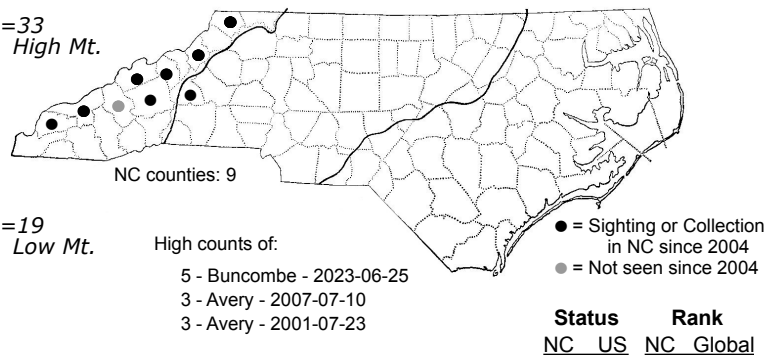 =33
High Mt.
NC counties: 9
=19
Low Mt.
High counts of:
5 - Buncombe - 2023-06-25
3 - Avery - 2007-07-10
3 - Avery - 2001-07-23
= Sighting or Collection
in NC since 2004
= Not seen since 2004
Status Rank
NC US NC Global